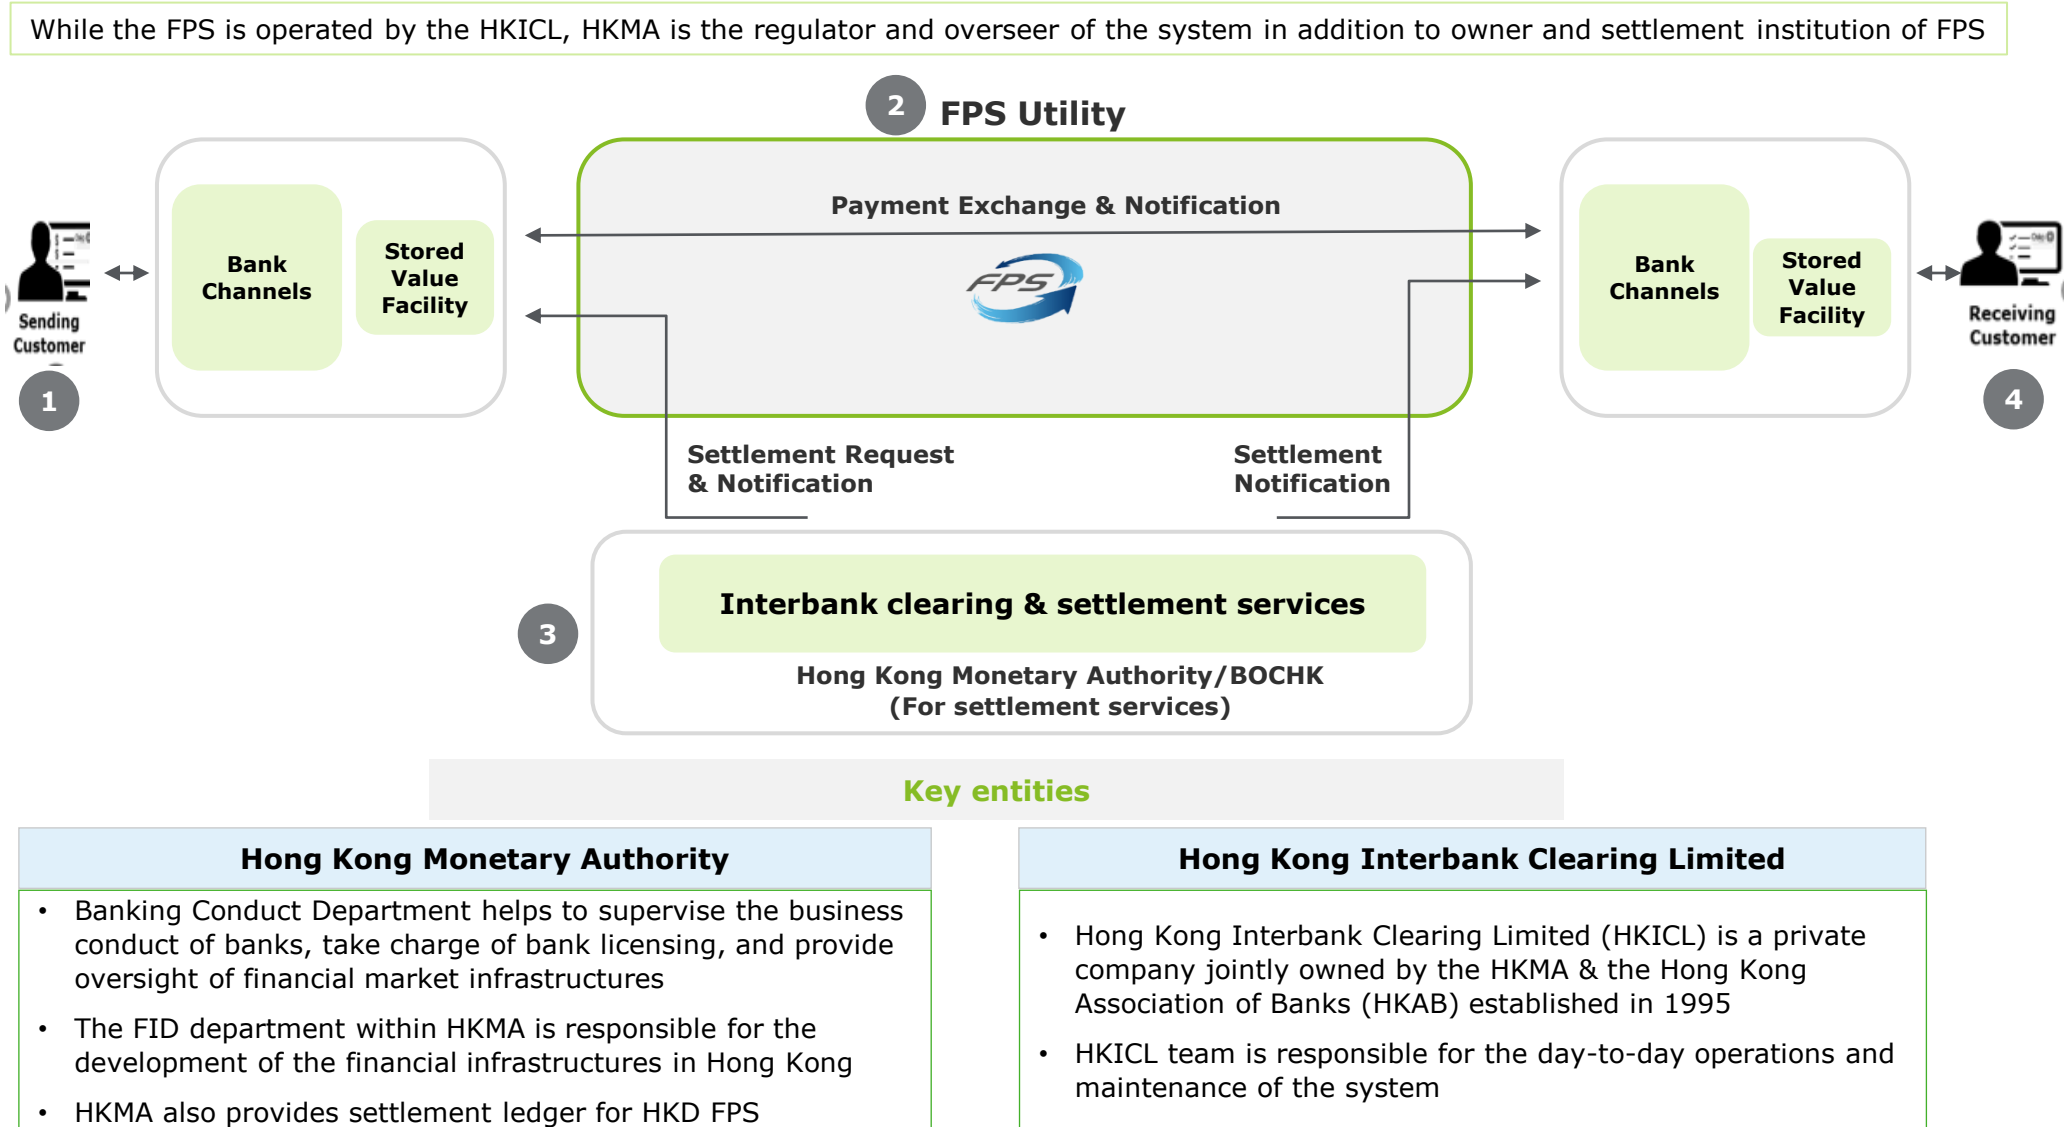 While the FPS is operated by the HKICL, HKMA is the regulator and overseer of the system in addition to owner and settlement institution of FPS
2
FPS Utility
Payment Exchange & Notification
FPS
Bank
Channels
Stored
Value
Facility
Bank
Channels
Stored
Value
Facility
Sending
Customer
1
Receiving
Customer
4
Settlement Request
& Notification
Settlement
Notification
3
Interbank clearing & settlement services
Hong Kong Monetary Authority/BOCHK
(For settlement services)
Key entities
Hong Kong Monetary Authority
• Banking Conduct Department helps to supervise the business
conduct of banks, take charge of bank licensing, and provide
oversight of financial market infrastructures
• The FID department within HKMA is responsible for the
development of the financial infrastructures in Hong Kong
• HKMA also provides settlement ledger for HKD FPS
Hong Kong Interbank Clearing Limited
• Hong Kong Interbank Clearing Limited (HKICL) is a private
company jointly owned by the HKMA & the Hong Kong
Association of Banks (HKAB) established in 1995
• HKICL team is responsible for the day-to-day operations and
maintenance of the system